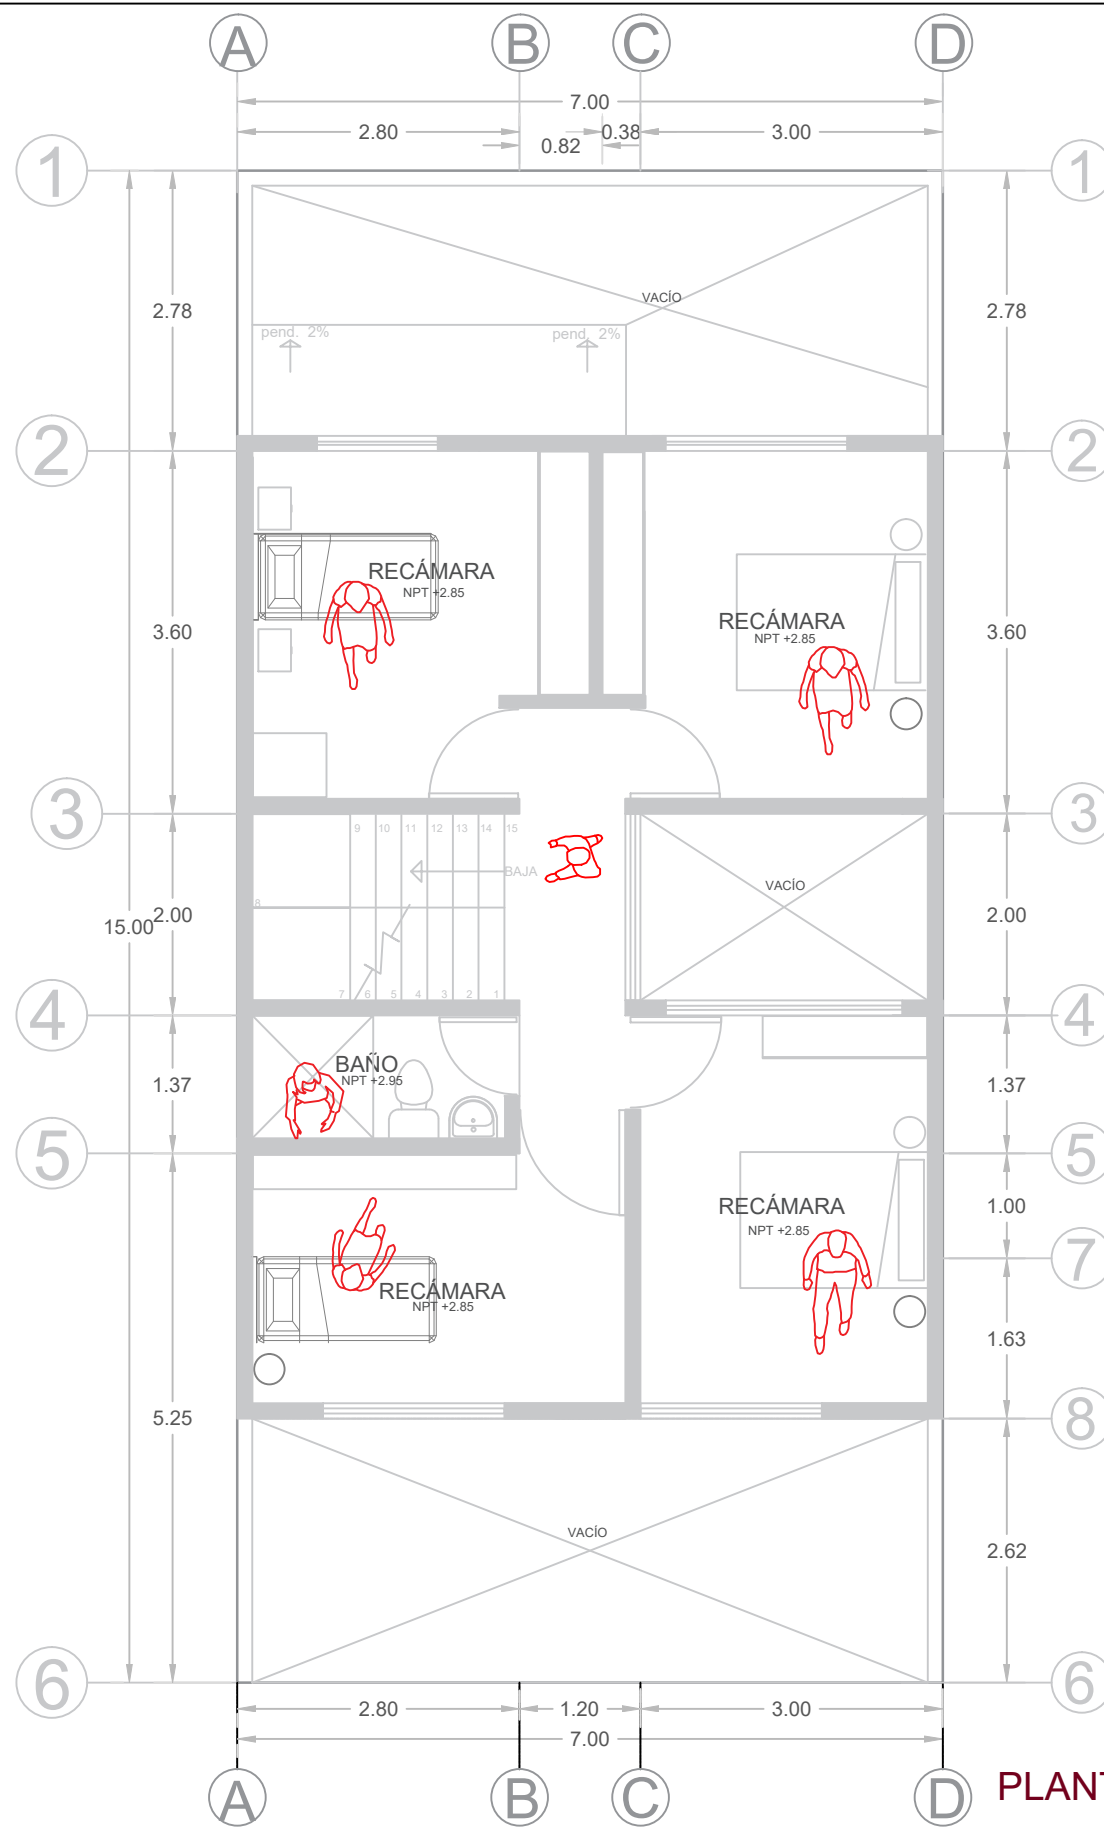 A B C D
7.00
2.80 0.38 3.00
0.82
1 1
2.78 2.78
VACÍO
pend. 2% pend. 2%
2 2
RECÁMARA
NPT +2.85
RECÁMARA
NPT +2.85
3.60 3.60
3 3
9 10 11 12 13 14 15
BAJA
VACÍO
8
15.00 2.00 2.00
7 6 5 4 3 2 1
4 4
BAÑO
NPT +2.95
1.37 1.37
5 5
RECÁMARA
NPT +2.85
1.00
7
RECÁMARA
NPT +2.85
1.63
5.25
8
VACÍO
2.62
6 6
2.80 1.20 3.00
7.00
A B C D
PLANT